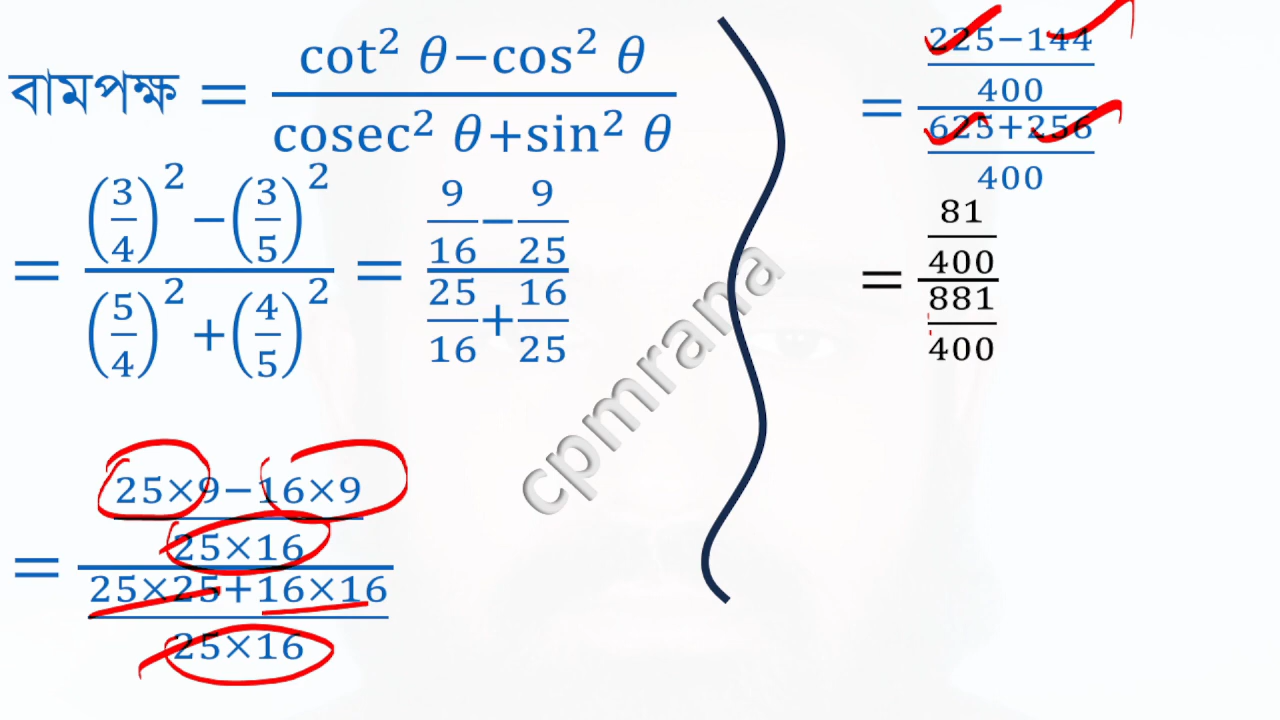 বামপক্ষ = (cot² θ−cos² θ)/(cosec² θ+sin² θ)
= ((3/4)² −(3/5)²)/((5/4)² +(4/5)²) = (9/16−9/25)/(25/16+16/25)
= ((25×9−16×9)/(25×16))/((25×25+16×16)/(25×16))
= ((225−144)/400)/((625+256)/400)
= (81/400)/(881/400)
cpmrana